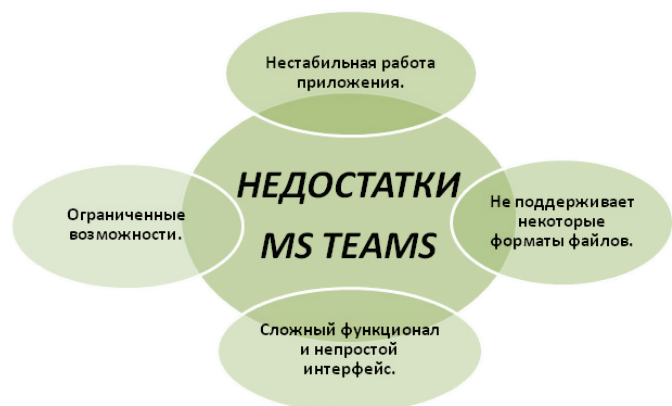 Нестабильная работа
приложения.
НЕДОСТАТКИ
MS TEAMS
Ограниченные
возможности.
Не поддерживает
некоторые
форматы файлов.
Сложный функционал
и непростой
интерфейс.